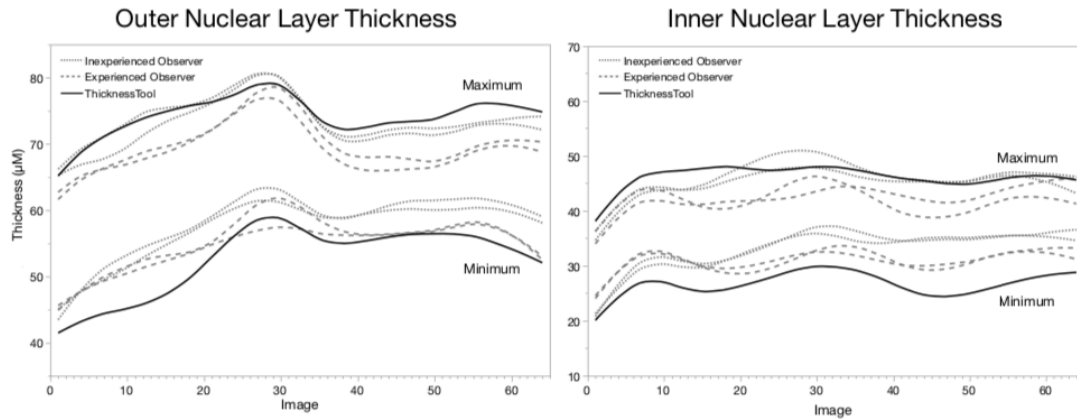 Outer Nuclear Layer Thickness
Inexperienced Observer
Experienced Observer
ThicknessTool
Maximum
Minimum
Thickness (µM)
80
70
60
50
40
0
10
20
30
40
50
60
Image
Inner Nuclear Layer Thickness
Inexperienced Observer
Experienced Observer
ThicknessTool
Maximum
Minimum
70
60
50
40
30
20
10
0
10
20
30
40
50
60
Image